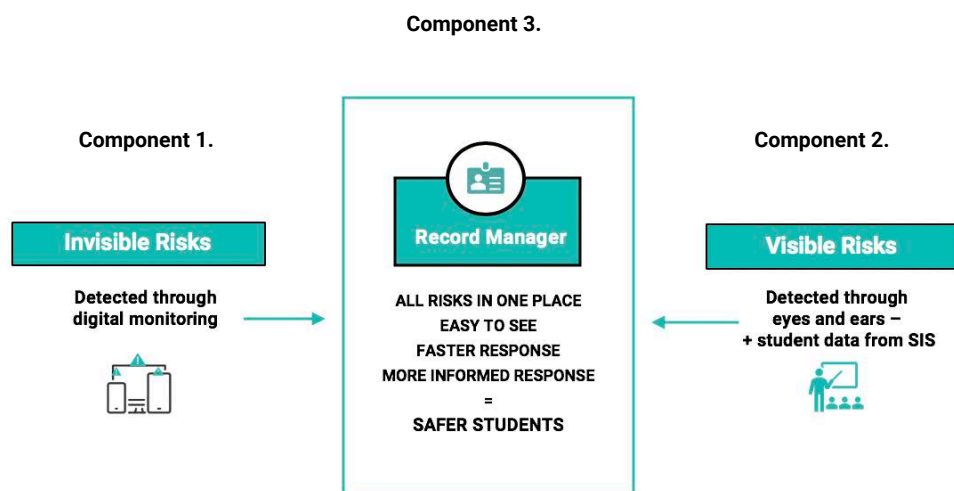 Component 3.
Component 1.
Component 2.
Invisible Risks
Record Manager
Visible Risks
Detected through
digital monitoring
ALL RISKS IN ONE PLACE
EASY TO SEE
FASTER RESPONSE
MORE INFORMED RESPONSE
=
SAFER STUDENTS
Detected through
eyes and ears –
+ student data from SIS